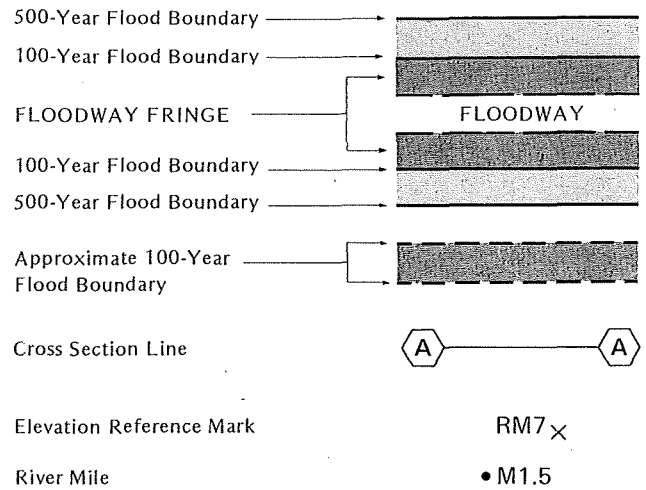 500-Year Flood Boundary
100-Year Flood Boundary
FLOODWAY FRINGE
FLOODWAY
100-Year Flood Boundary
500-Year Flood Boundary
Approximate 100-Year
Flood Boundary
Cross Section Line
A A
Elevation Reference Mark
RM7×
River Mile
•M1.5